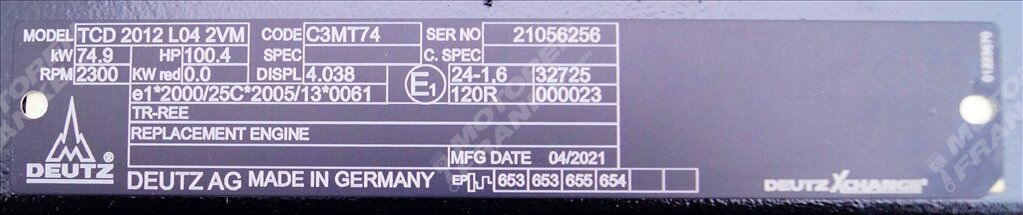 MODEL TCD 2012 L04 2VM CODE C3MT74 SER NO 21056256
kW 74.9 HP 100.4 SPEC C. SPEC
RPM 2300 KW red 0.0 DISPL 4.038 E1 24-1,6 32725
e1*2000/25C*2005/13*0061 120R 000023
TR-REE
REPLACEMENT ENGINE
MFG DATE 04/2021
DEUTZ® DEUTZ AG MADE IN GERMANY EP 653 653 655 654 DEUTZ XCHANGE®